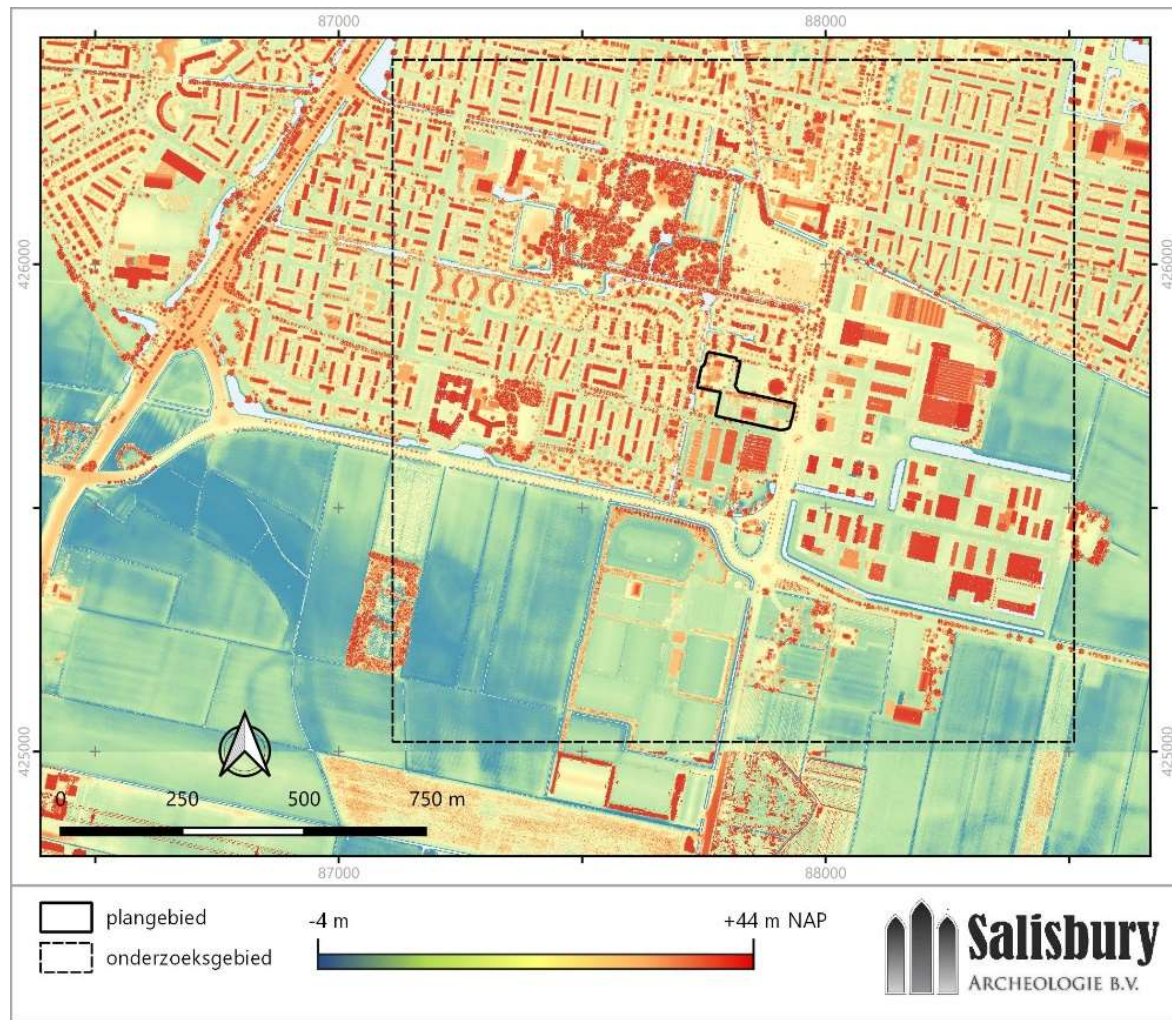 87000 88000
426000 426000
425000 425000
0 250 500 750 m
87000 88000
plangebied
onderzoeksgebied
-4 m +44 m NAP
Salisbury
ARCHEOLOGIE B.V.